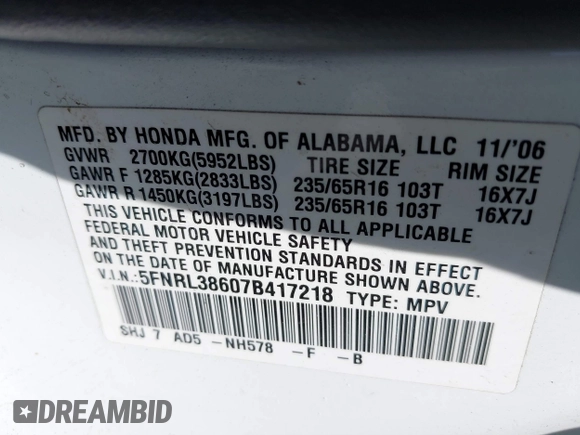 MFD. BY HONDA MFG. OF ALABAMA, LLC 11/'06
GVWR 2700KG(5952LBS) TIRE SIZE RIM SIZE
GAWR F 1285KG(2833LBS) 235/65R16 103T 16X7J
GAWR R 1450KG(3197LBS) 235/65R16 103T 16X7J
THIS VEHICLE CONFORMS TO ALL APPLICABLE
FEDERAL MOTOR VEHICLE SAFETY
AND THEFT PREVENTION STANDARDS IN EFFECT
ON THE DATE OF MANUFACTURE SHOWN ABOVE.
V.I.N.: 5FNRL38607B417218 TYPE: MPV
SHJ 7 AD5 -NH578 -F -B
DREAMBID